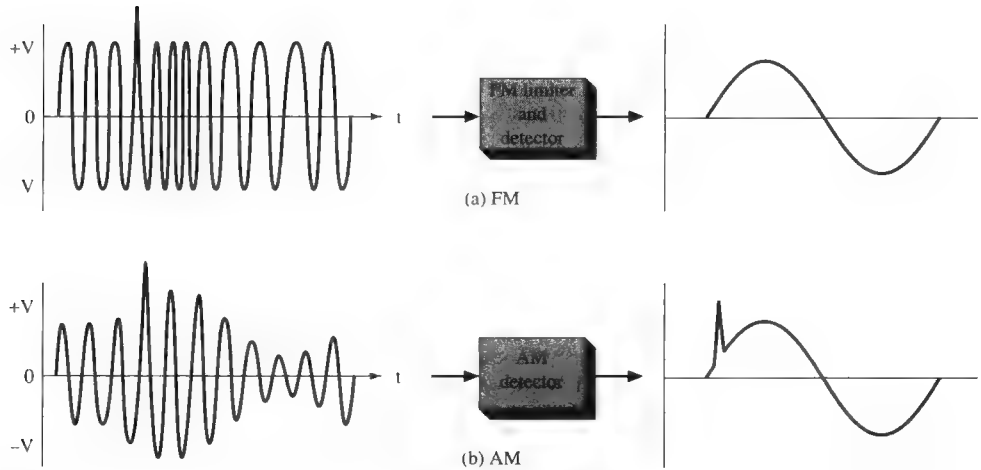 +V
0
t
V
FM limiter
and
detector
(a) FM
+V
0
t
–V
AM
detector
(b) AM